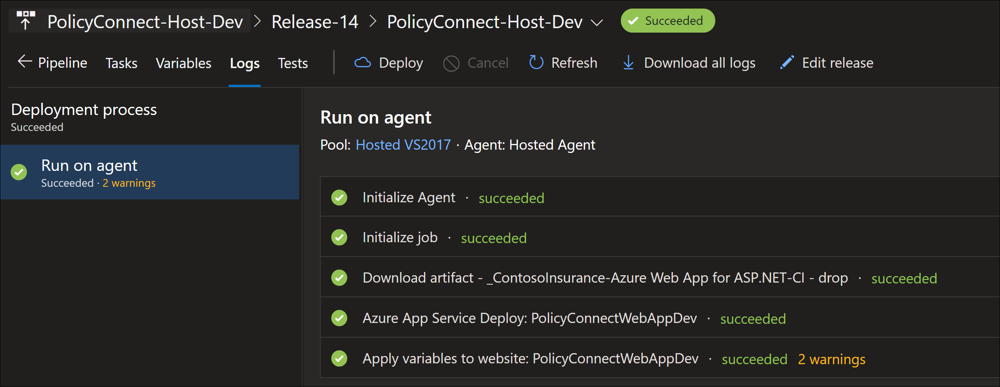 PolicyConnect-Host-Dev > Release-14 > PolicyConnect-Host-Dev Succeeded
Pipeline Tasks Variables Logs Tests Deploy Cancel Refresh Download all logs Edit release
Deployment process
Succeeded
Run on agent
Succeeded · 2 warnings
Run on agent
Pool: Hosted VS2017 · Agent: Hosted Agent
Initialize Agent · succeeded
Initialize job · succeeded
Download artifact - _ContosoInsurance-Azure Web App for ASP.NET-CI - drop · succeeded
Azure App Service Deploy: PolicyConnectWebAppDev · succeeded
Apply variables to website: PolicyConnectWebAppDev · succeeded 2 warnings